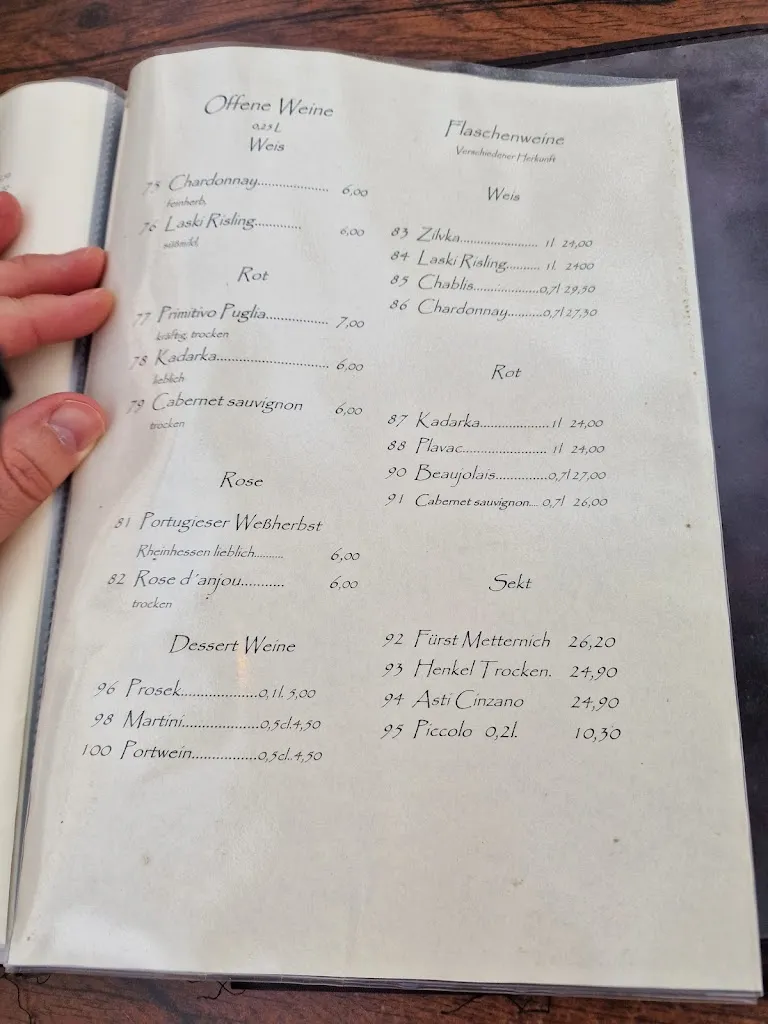 Offene Weine
0,25 L
Weis
75 Chardonnay.................. 6,00
feinherb,
76 Laski Risling............ 6,00
süßmild,
Rot
77 Primitivo Puglia................ 7,00
kräftig, trocken
78 Kadarka............................. 6,00
lieblich
79 Cabernet sauvignon 6,00
trocken
Rose
81 Portugieser Weßherbst
Rheinhessen lieblich.......... 6,00
82 Rose d´anjou........... 6,00
trocken
Dessert Weine
96 Prosek...................0,1l. 5,00
98 Martini...................0,5cl.4,50
100 Portwein................0,5cl..4,50
Flaschenweine
Verschiedener Herkunft
Weis
83 Zilvka................... 1l 24,00
84 Laski Risling......... 1l. 2400
85 Chablis................0,7l 29,50
86 Chardonnay.........0,7l 27,50
Rot
87 Kadarka..................1l 24,00
88 Plavac...................... 1l 24,00
90 Beaujolais..............0,7l 27,00
91 Cabernet sauvignon.... 0,7l 26,00
Sekt
92 Fürst Metternich 26,20
93 Henkel Trocken. 24,90
94 Asti Cinzano 24,90
95 Piccolo 0,2l. 10,30